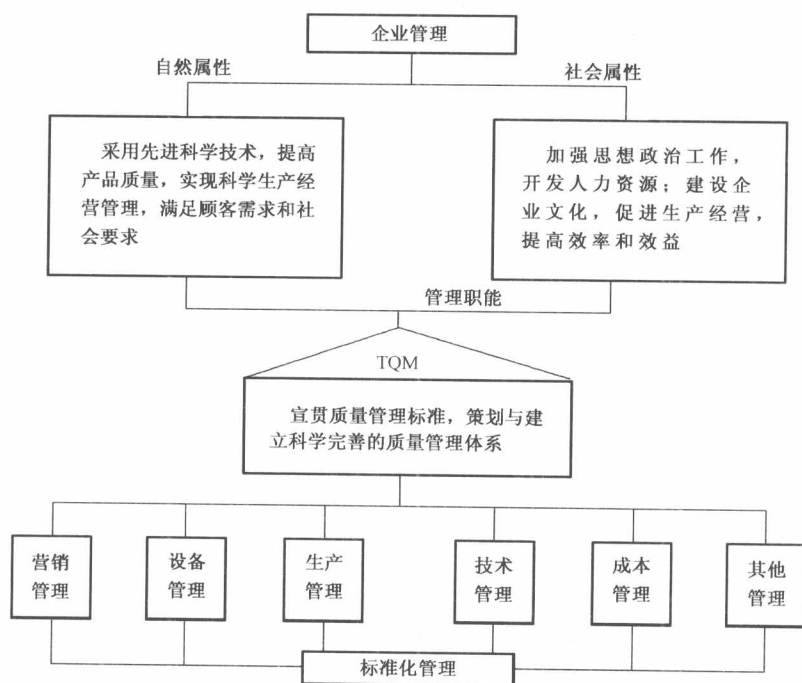 企业管理
自然属性
社会属性
采用先进科学技术，提高
产品质量，实现科学生产经
营管理，满足顾客需求和社
会要求
加强思想政治工作，
开发人力资源；建设企
业文化，促进生产经营，
提高效率和效益
管理职能
TQM
宣贯质量管理标准，策划与建
立科学完善的质量管理体系
营销
管理
设备
管理
生产
管理
技术
管理
成本
管理
其他
管理
标准化管理